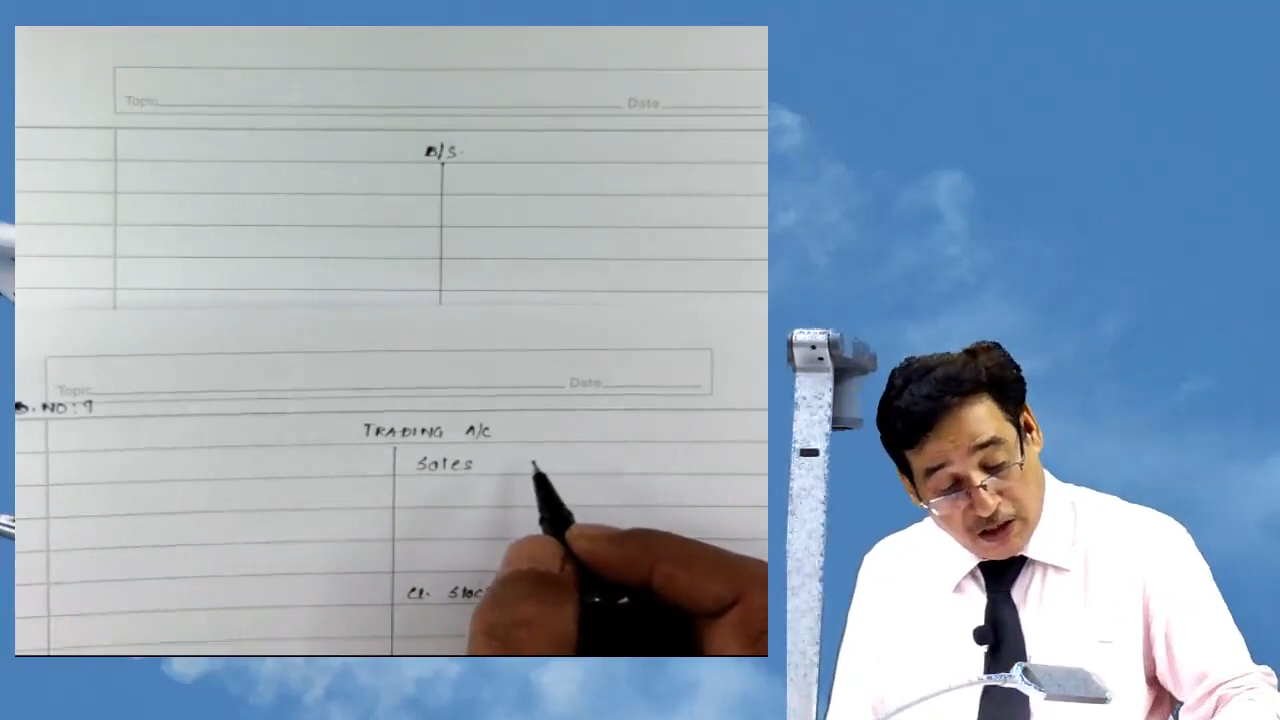 Topic Date
B/S.
Topic Date
Q. NO: 9
TRADING A/C
Sales
Cl. Stoc